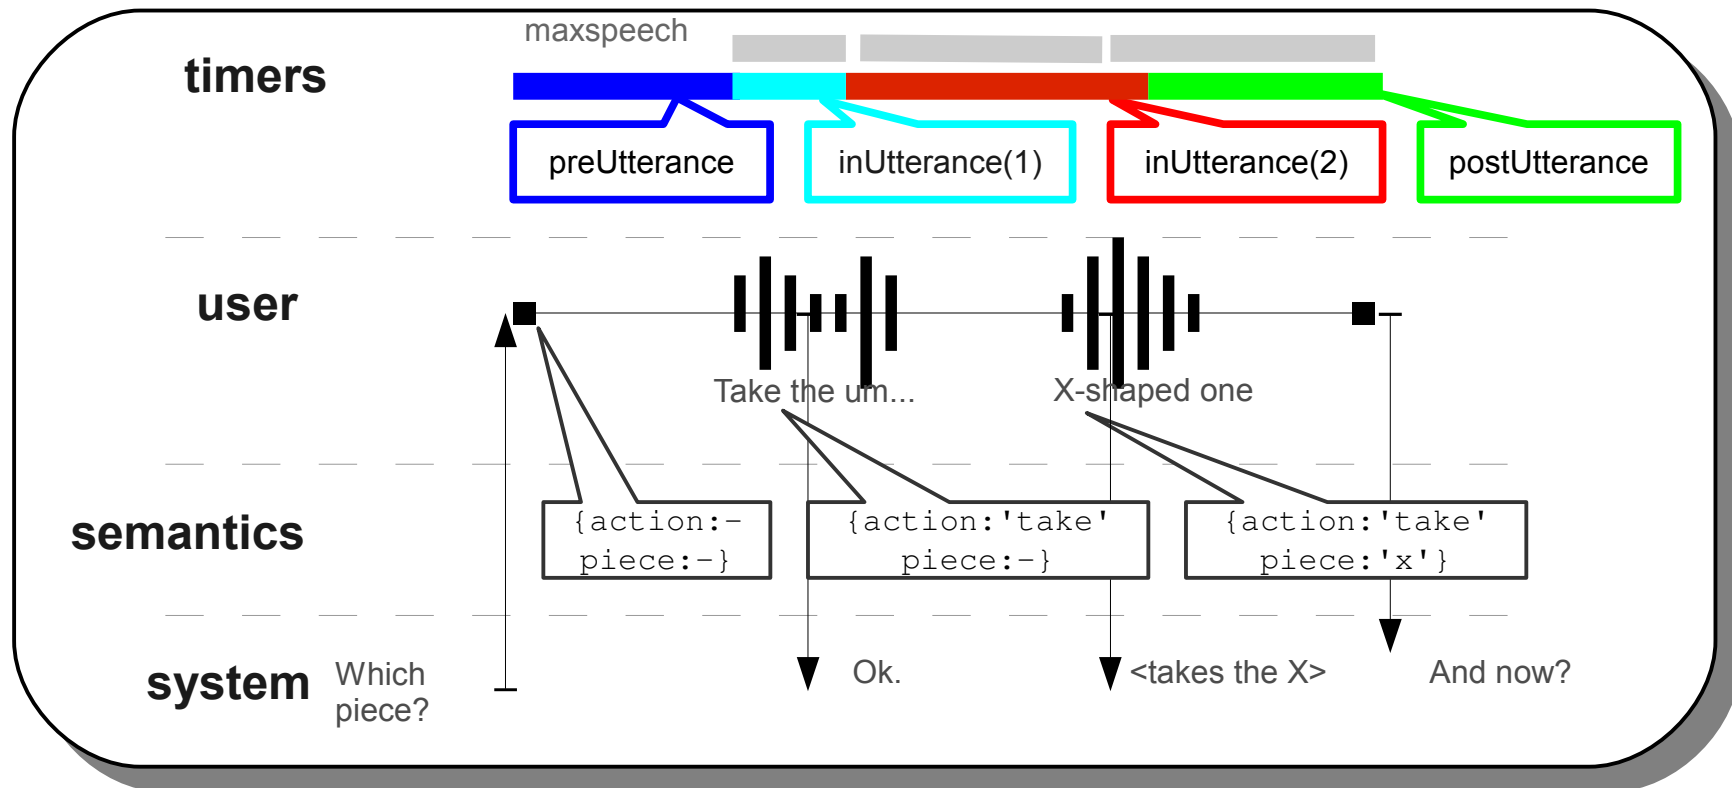 maxspeech
timers
preUtterance
inUtterance(1)
inUtterance(2)
postUtterance
user
Take the um...
X-shaped one
semantics
{action:-
piece:-}
{action:'take'
piece:-}
{action:'take'
piece:'x'}
system
Which
piece?
Ok.
<takes the X>
And now?